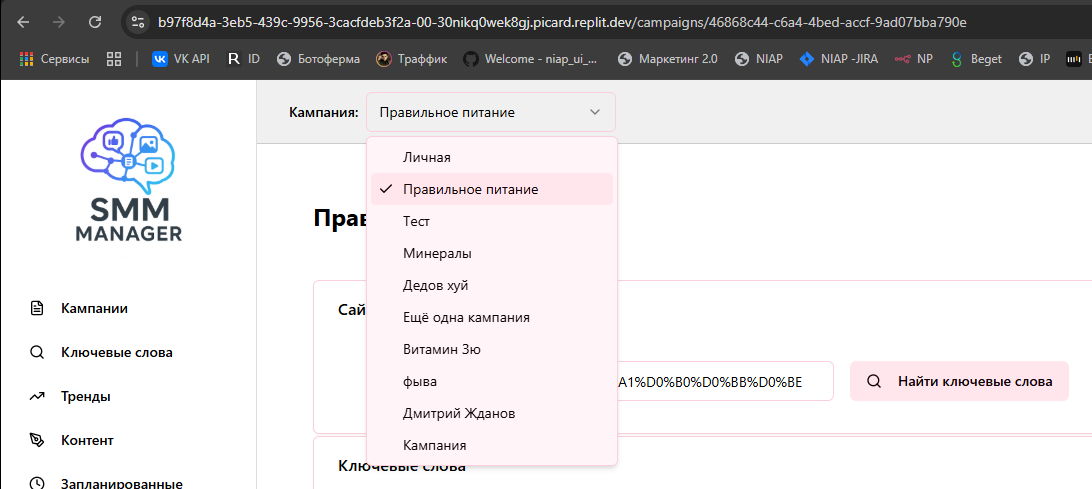 b97f8d4a-3eb5-439c-9956-3cacfdeb3f2a-00-30nikq0wek8gj.picard.replit.dev/campaigns/46868c44-c6a4-4bed-accf-9ad07bba790e
Сервисы VK API ID Ботоферма Траффик Welcome - niap_ui_... Маркетинг 2.0 NIAP NIAP -JIRA NP Beget IP
SMM
MANAGER
Кампании
Ключевые слова
Тренды
Контент
Запланированные
Кампания: Правильное питание
Личная
Правильное питание
Тест
Минералы
Дедов хуй
Ещё одна кампания
Витамин 3ю
фыва
Дмитрий Жданов
Кампания
Прав
Сай
A1%D0%B0%D0%BB%D0%BE Найти ключевые слова
Ключевые слова